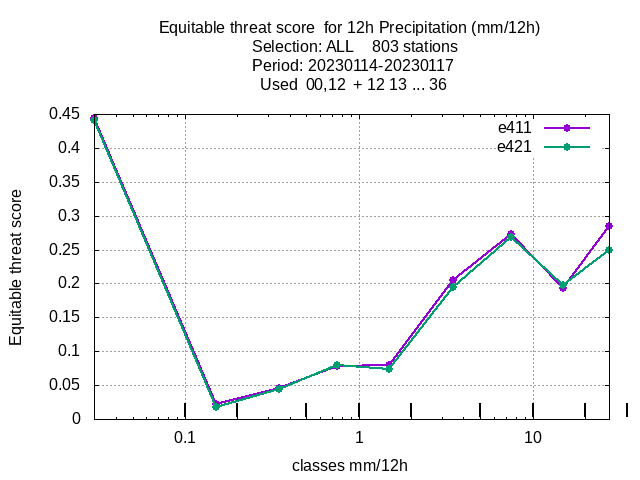 Equitable threat score  for 12h Precipitation (mm/12h)
Selection: ALL    803 stations
Period: 20230114-20230117
Used  00,12  + 12 13 ... 36
0.45
0.4
0.35
0.3
0.25
0.2
0.15
0.1
0.05
0
Equitable threat score
e411
e421
0.1
1
10
classes mm/12h